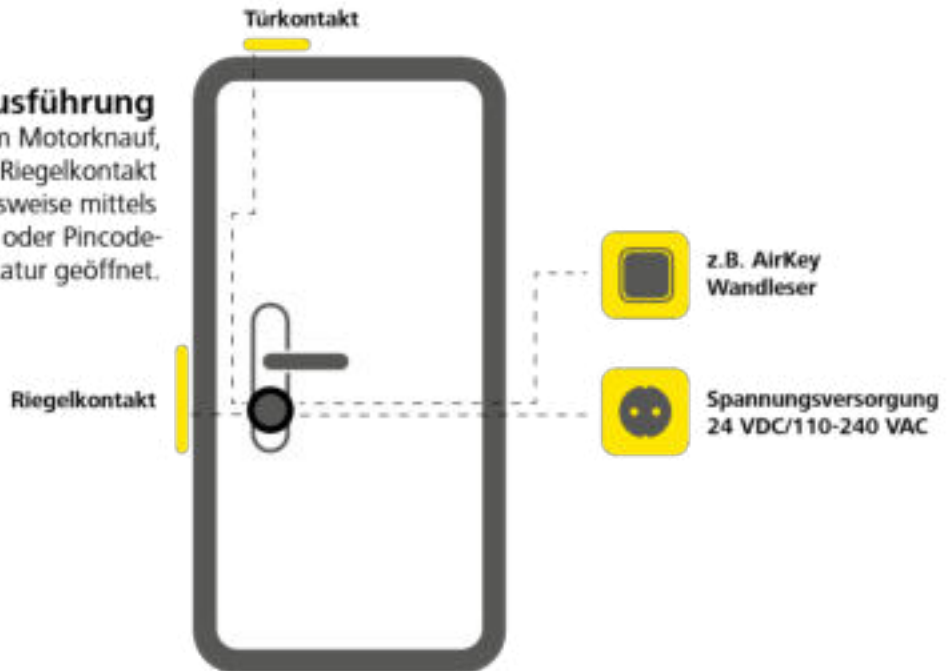 Türkontakt
usführung
n Motorknauf,
Riegelkontakt
sweise mittels
oder Pincode-
atur geöffnet.
z.B. AirKey
Wandleser
Riegelkontakt
Spannungsversorgung
24 VDC/110-240 VAC